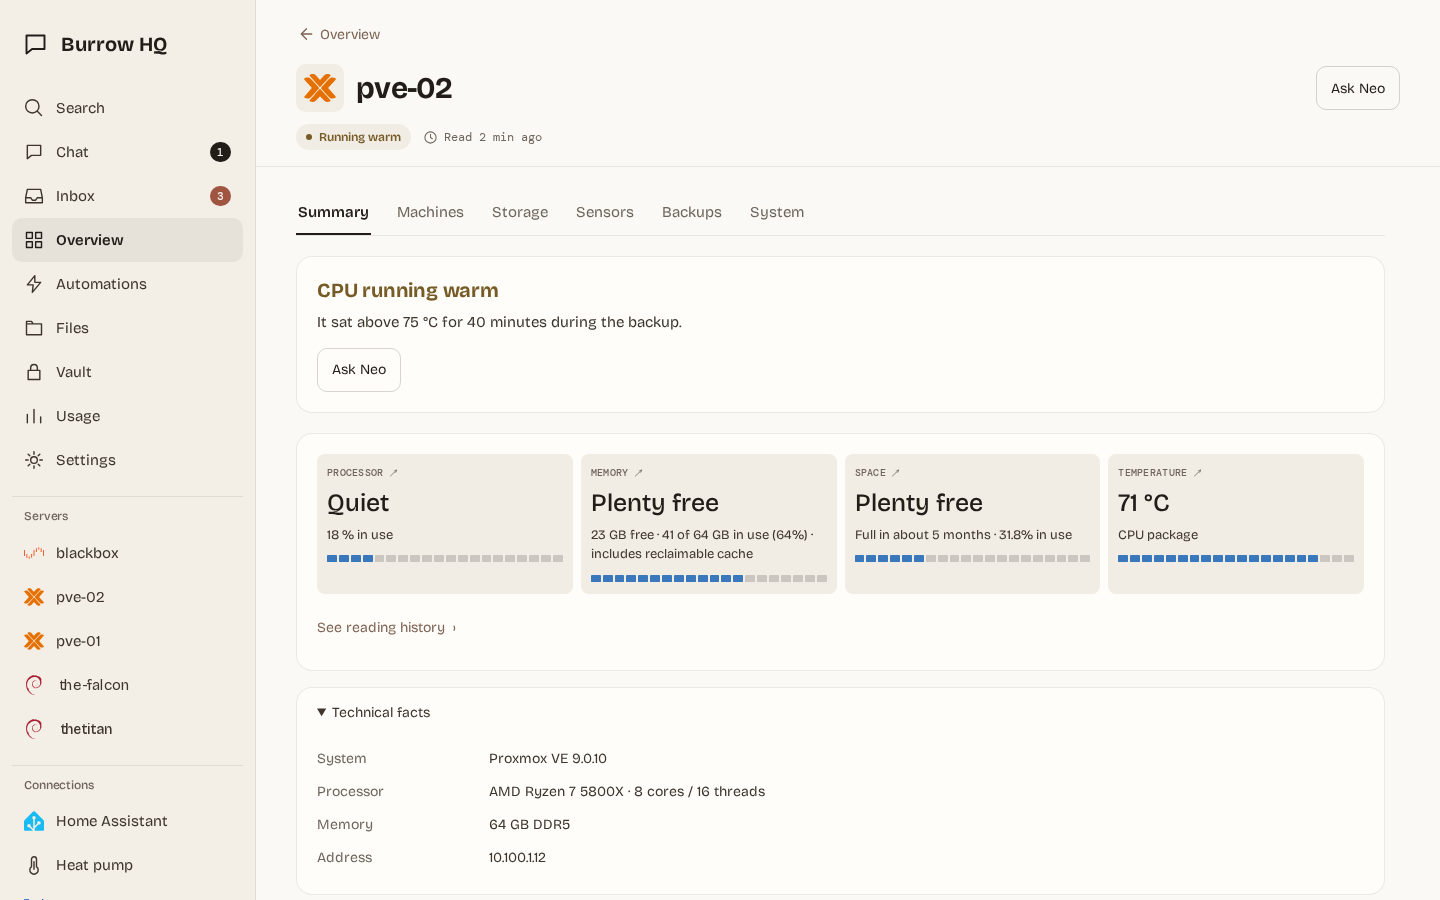 Burrow HQ
Search
Chat
1
Inbox
3
Overview
Automations
Files
Vault
Usage
Settings
Servers
blackbox
pve-02
pve-01
the-falcon
thetitan
Connections
Home Assistant
Heat pump
← Overview
pve-02
Ask Neo
Running warm
Read 2 min ago
Summary Machines Storage Sensors Backups System
CPU running warm
It sat above 75 °C for 40 minutes during the backup.
Ask Neo
PROCESSOR ↗
Quiet
18 % in use
MEMORY ↗
Plenty free
23 GB free · 41 of 64 GB in use (64%) ·
includes reclaimable cache
SPACE ↗
Plenty free
Full in about 5 months · 31.8% in use
TEMPERATURE ↗
71 °C
CPU package
See reading history ›
▼ Technical facts
System Proxmox VE 9.0.10
Processor AMD Ryzen 7 5800X · 8 cores / 16 threads
Memory 64 GB DDR5
Address 10.100.1.12